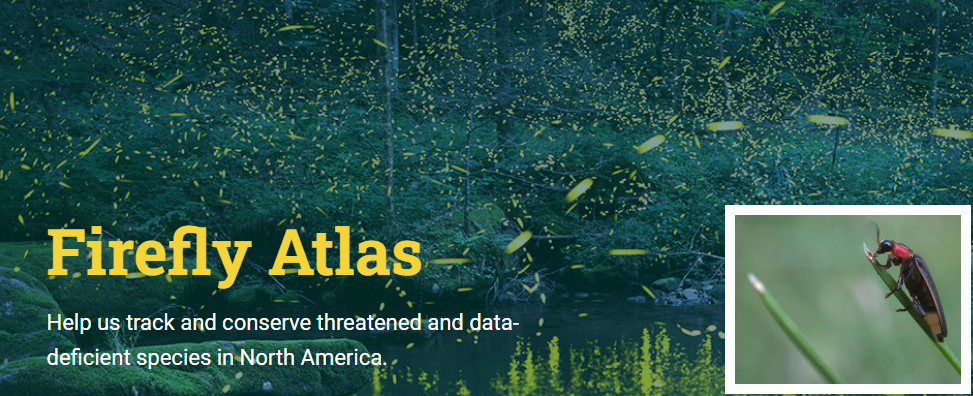 Firefly Atlas
Help us track and conserve threatened and data-
deficient species in North America.